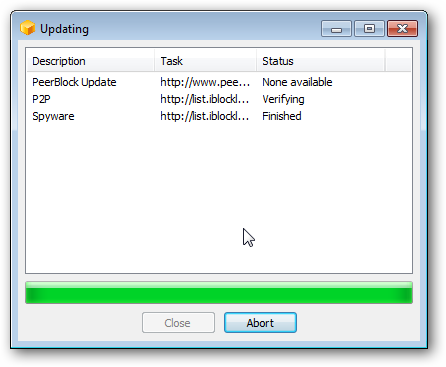 Updating
Description Task Status
PeerBlock Update http://www.pee... None available
P2P http://list.iblockl... Verifying
Spyware http://list.iblockl... Finished
Close Abort